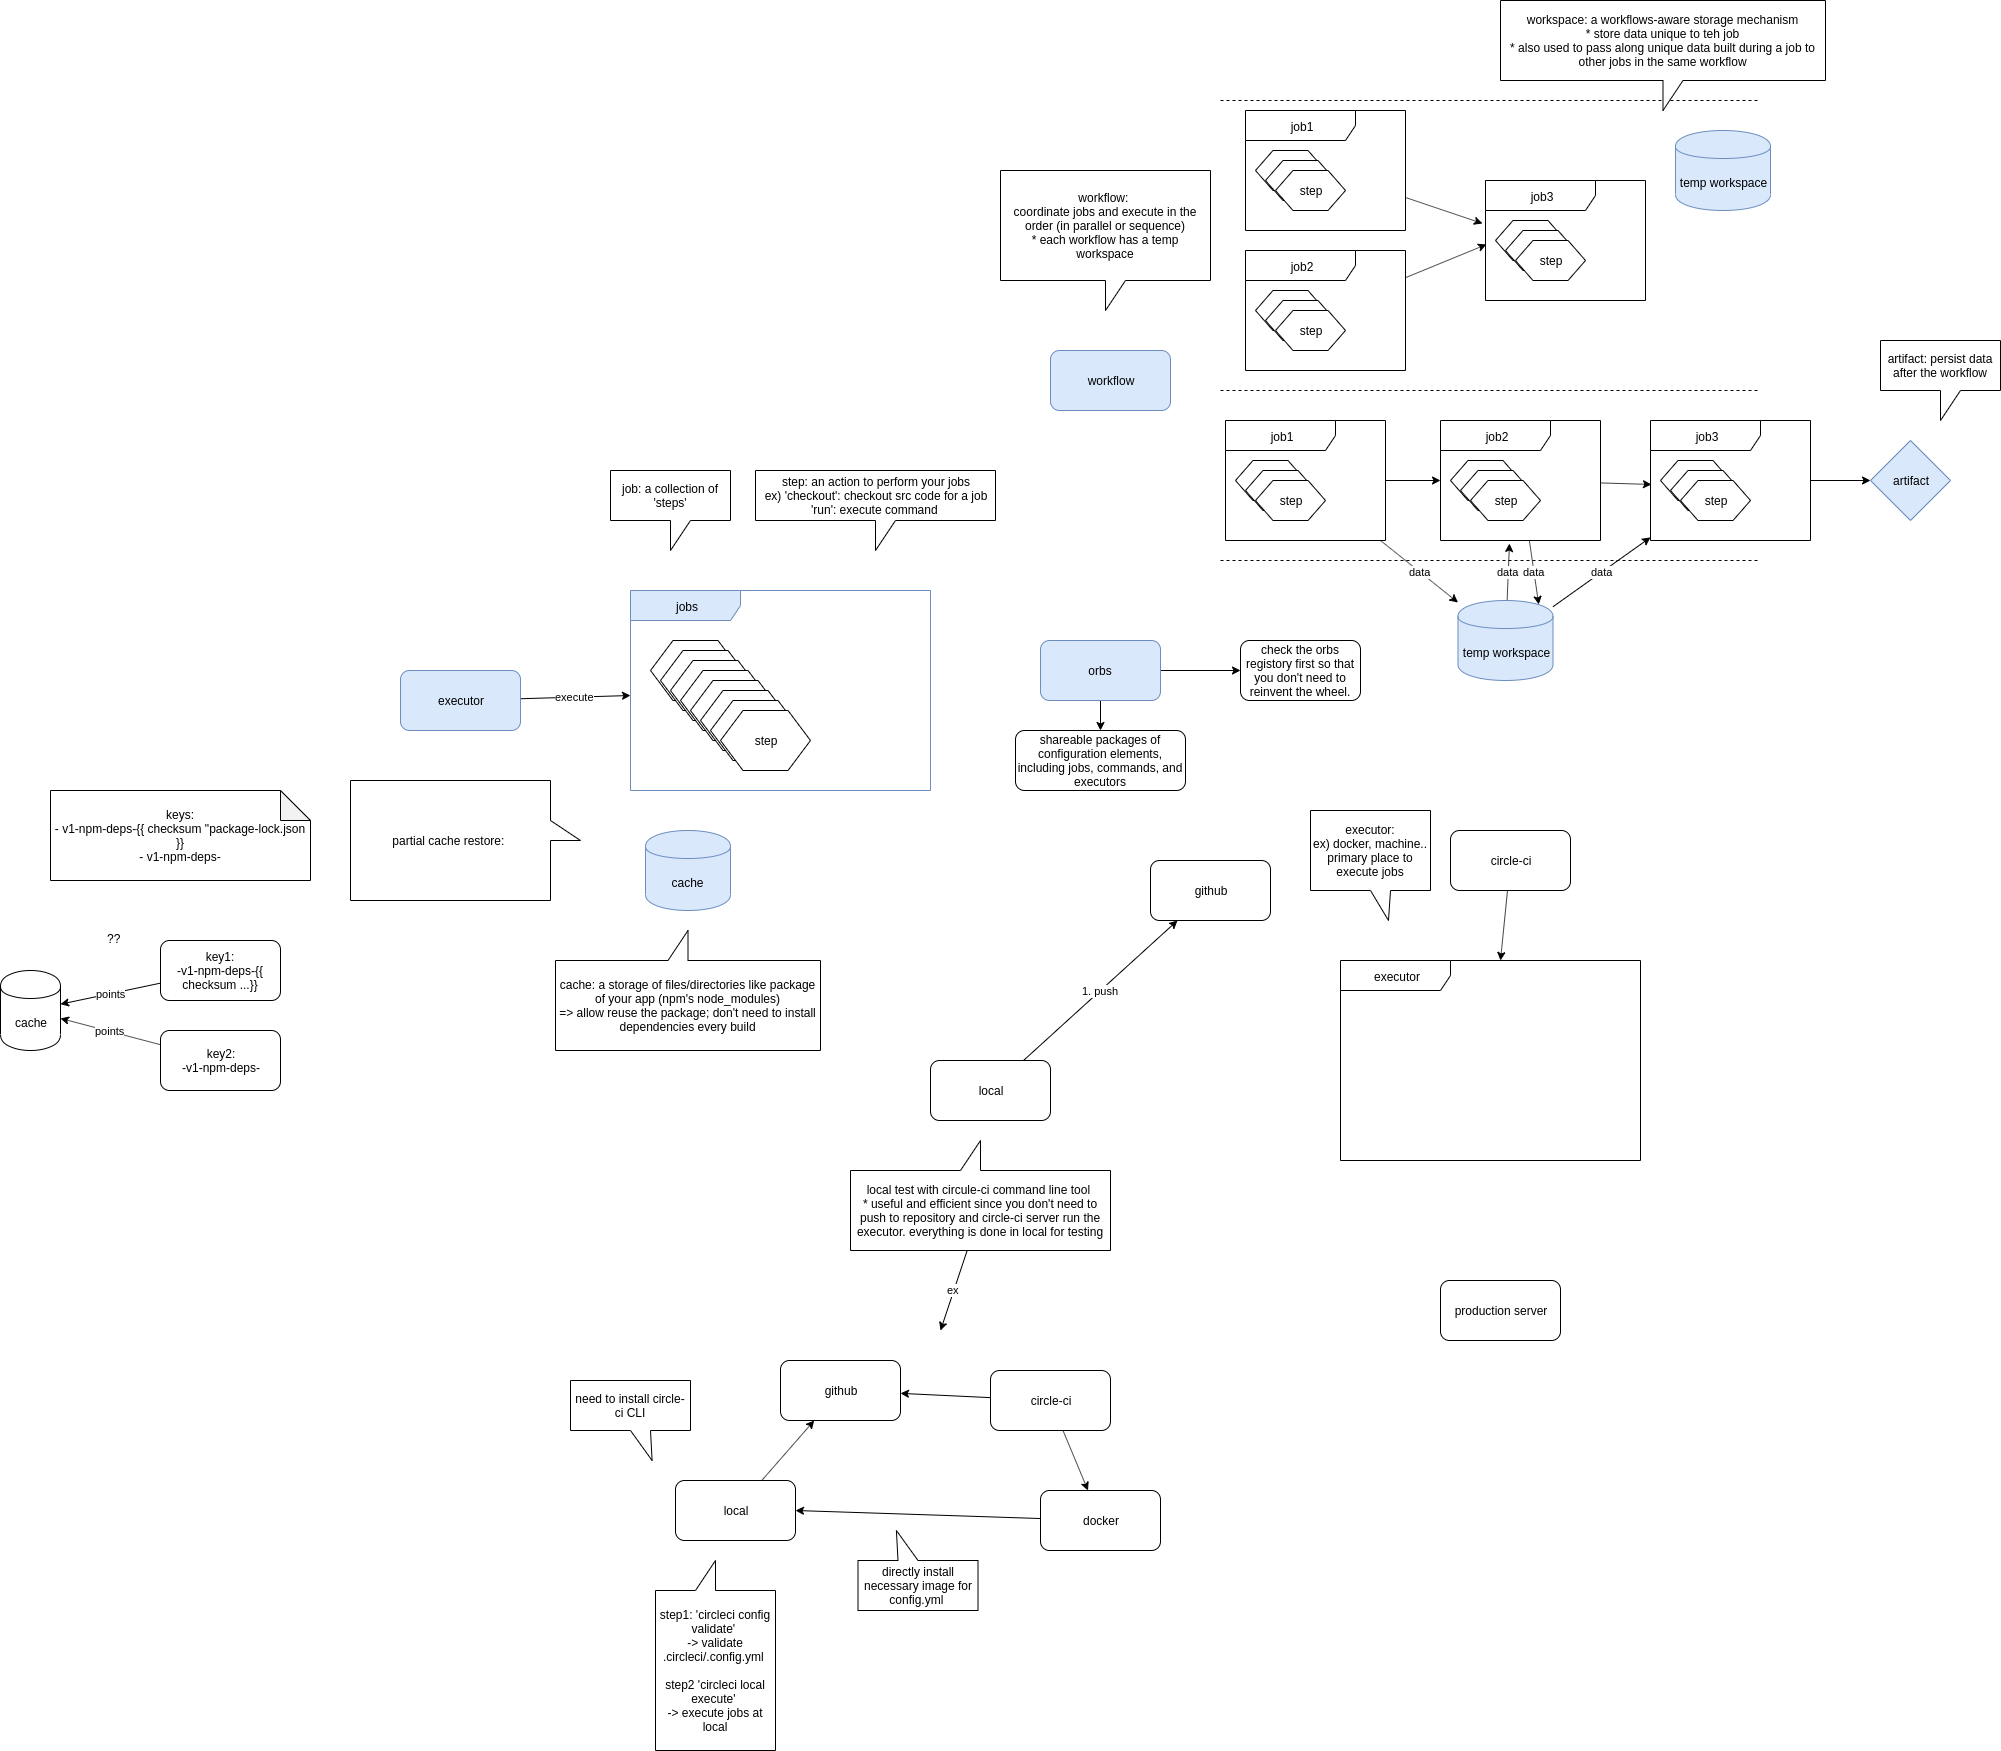 workspace: a workflows-aware storage mechanism
* store data unique to teh job
* also used to pass along unique data built during a job to
other jobs in the same workflow
job1
step
temp workspace
job3
step
workflow:
coordinate jobs and execute in the
order (in parallel or sequence)
* each workflow has a temp
workspace
job2
step
workflow
artifact: persist data
after the workflow
job1
step
job2
step
job3
step
artifact
data
data
data
data
temp workspace
job: a collection of
'steps'
step: an action to perform your jobs
ex) 'checkout': checkout src code for a job
'run': execute command
jobs
step
executor
execute
orbs
check the orbs
registory first so that
you don't need to
reinvent the wheel.
shareable packages of
configuration elements,
including jobs, commands, and
executors
keys:
- v1-npm-deps-{{ checksum "package-lock.json
}}
- v1-npm-deps-
partial cache restore:
cache
executor:
ex) docker, machine..
primary place to
execute jobs
circle-ci
github
??
key1:
-v1-npm-deps-{{
checksum ...}}
points
cache
points
key2:
-v1-npm-deps-
cache: a storage of files/directories like package
of your app (npm's node_modules)
=> allow reuse the package; don't need to install
dependencies every build
executor
1. push
local
local test with circule-ci command line tool
* useful and efficient since you don't need to
push to repository and circle-ci server run the
executor. everything is done in local for testing
ex
production server
need to install circle-
ci CLI
github
circle-ci
local
docker
directly install
necessary image for
config.yml
step1: 'circleci config
validate'
-> validate
.circleci/.config.yml
step2 'circleci local
execute'
-> execute jobs at
local